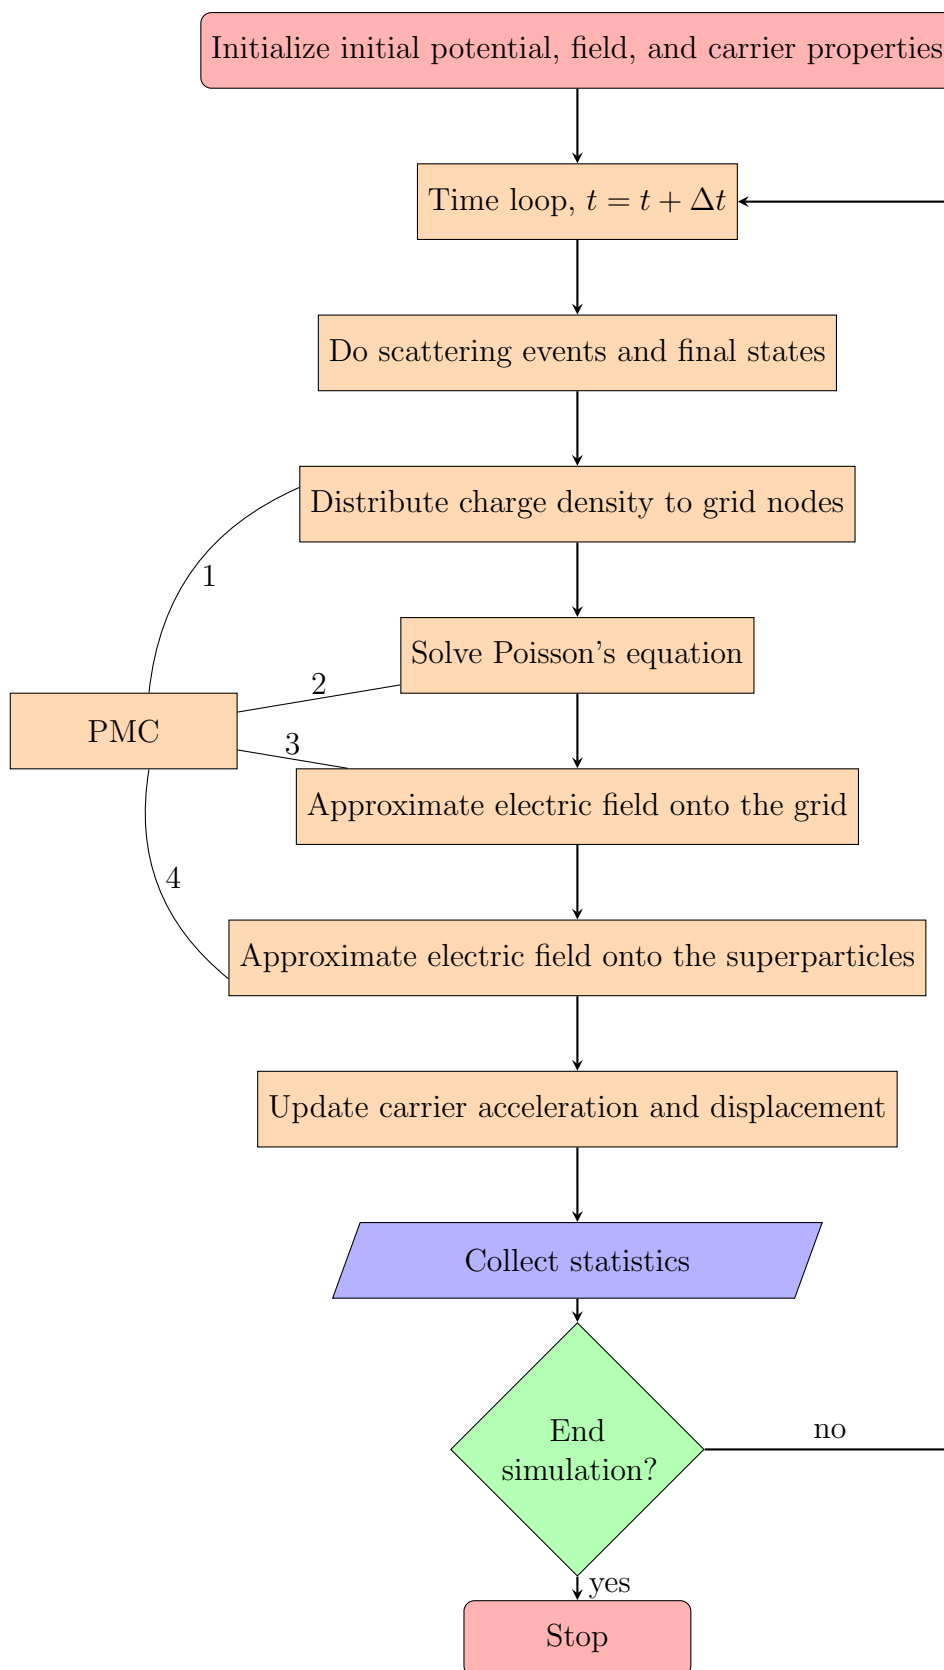 Initialize initial potential, field, and carrier properties
Time loop, t = t + Δt
Do scattering events and final states
Distribute charge density to grid nodes
1
Solve Poisson's equation
2
PMC
3
Approximate electric field onto the grid
4
Approximate electric field onto the superparticles
Update carrier acceleration and displacement
Collect statistics
End
simulation?
no
yes
Stop